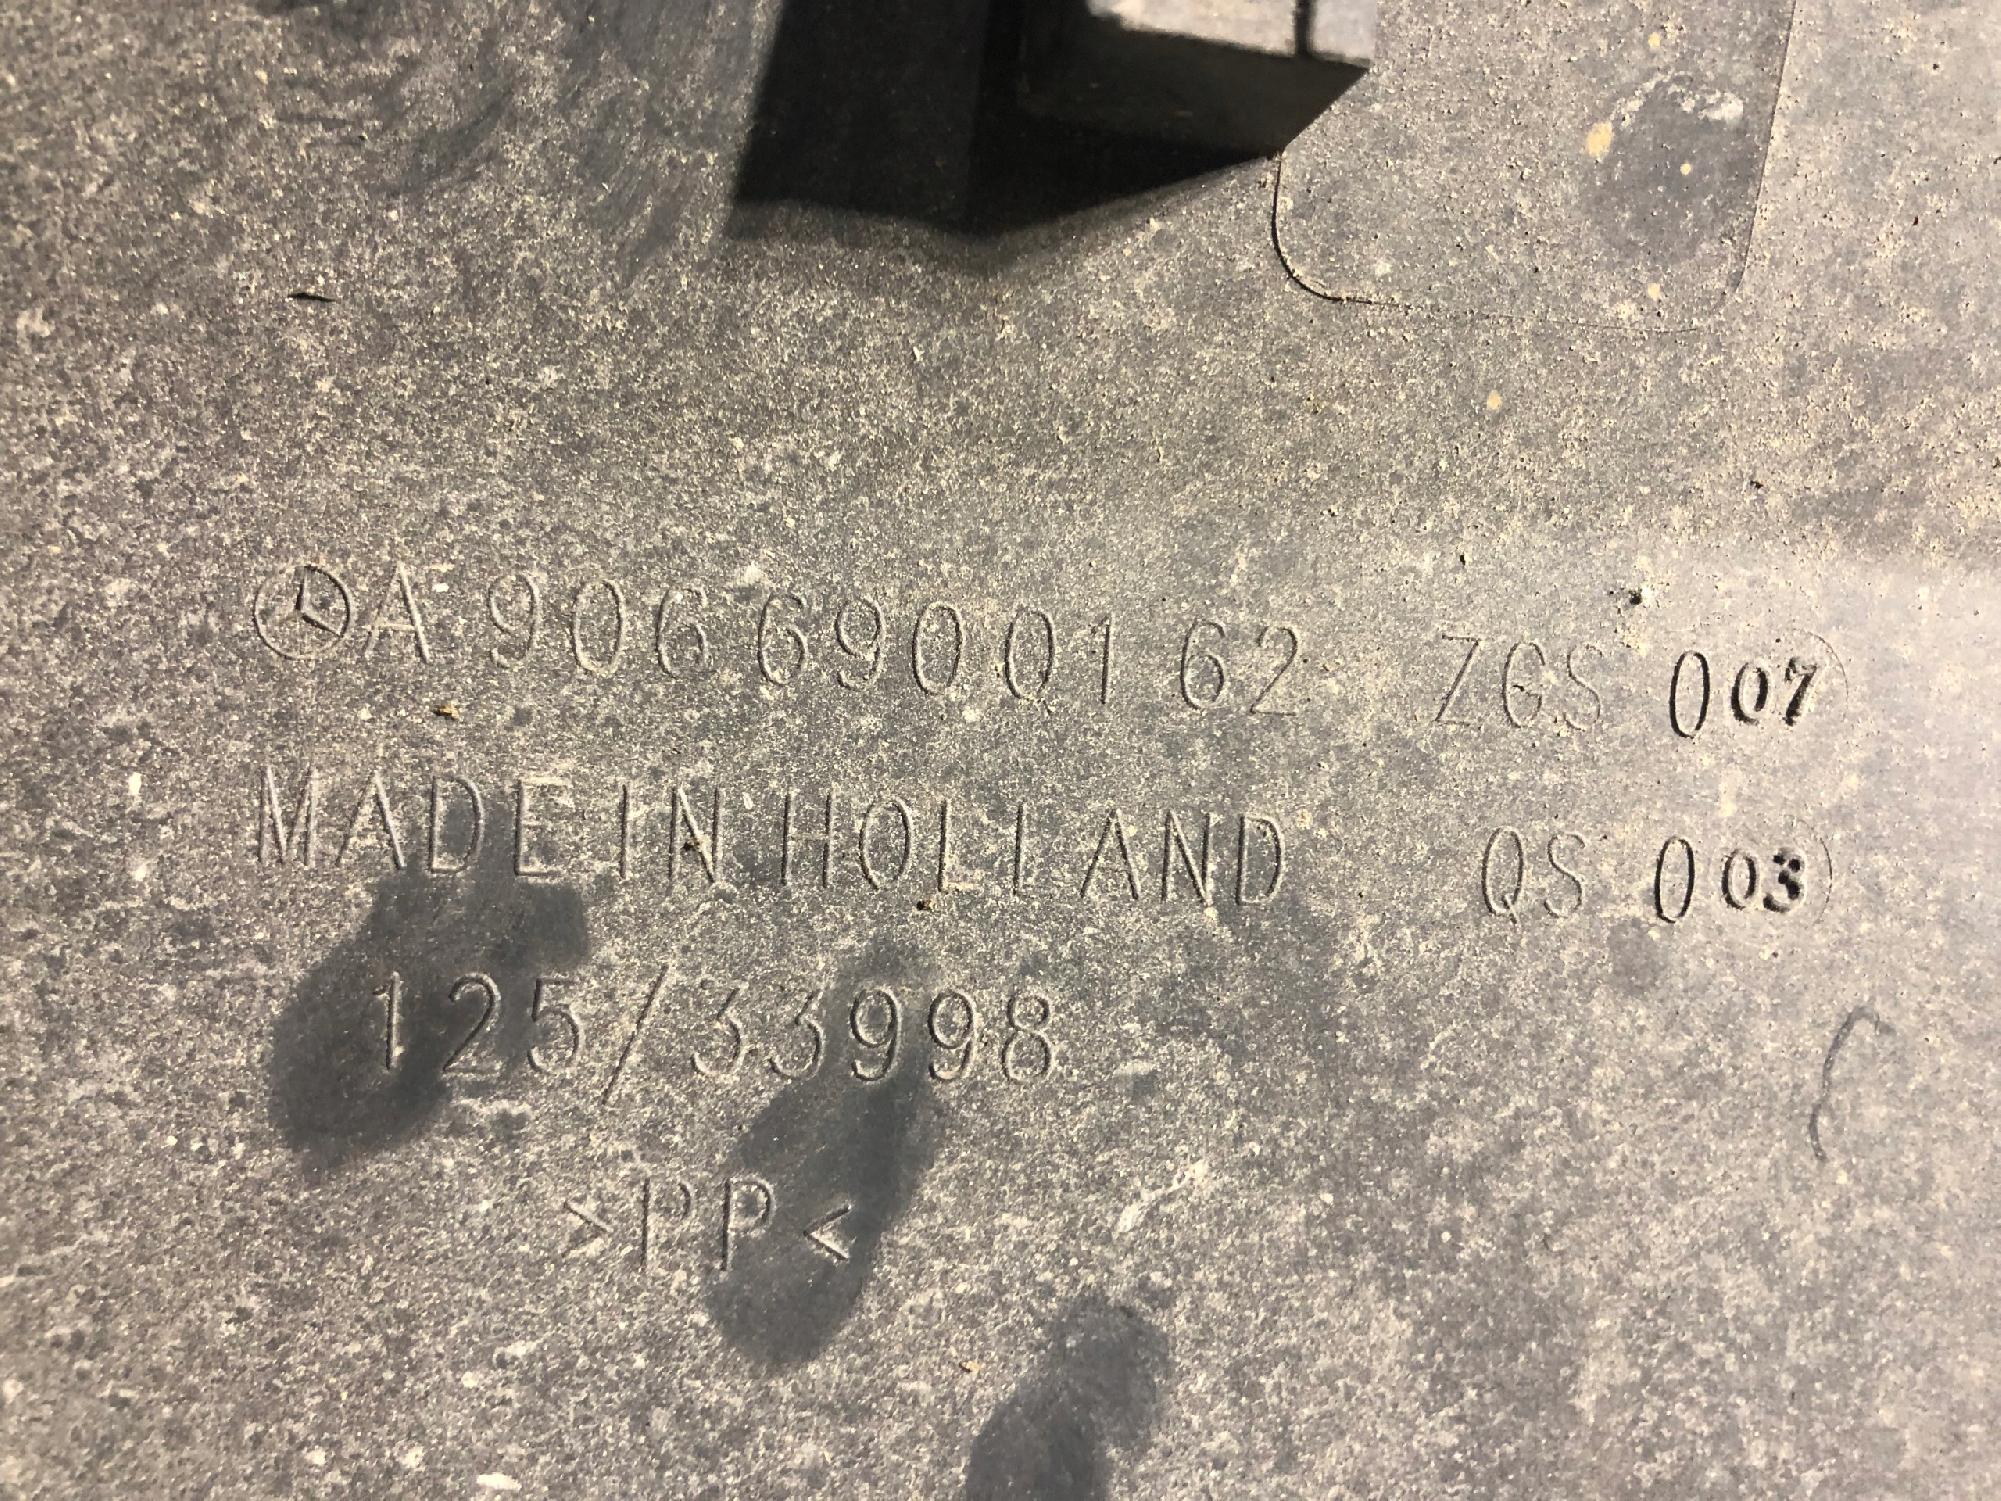 A 906 690 01 62 ZGS 007
MADE IN HOLLAND QS 003
125/33998
>PP<